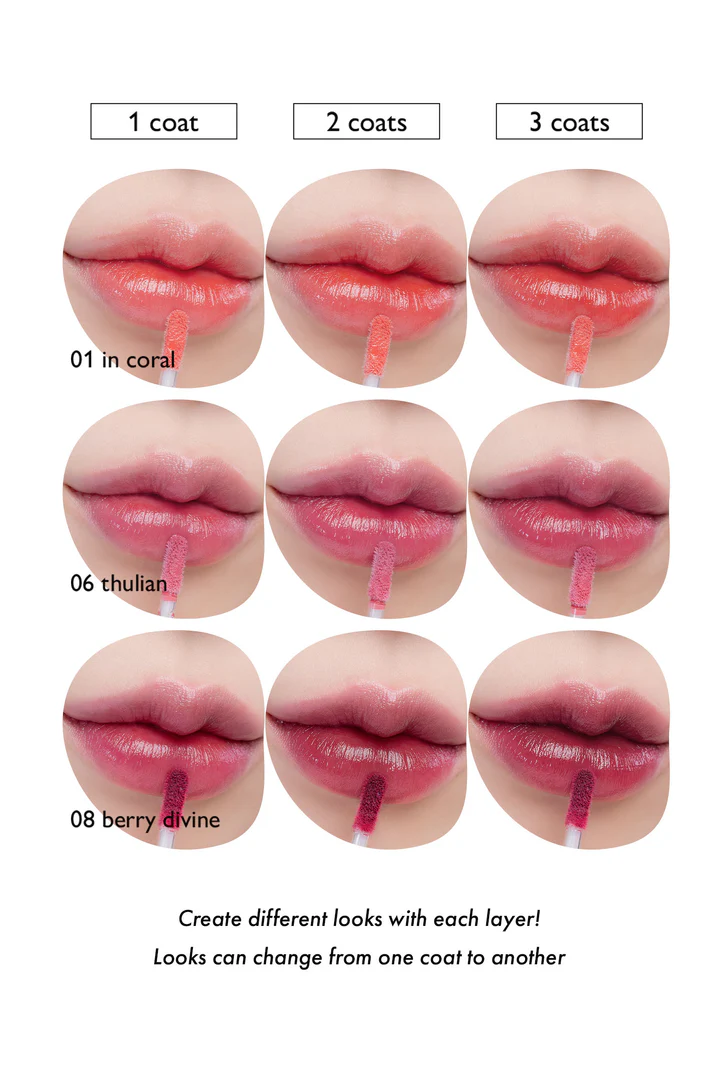 1 coat
2 coats
3 coats
01 in coral
06 thulian
08 berry divine
Create different looks with each layer!
Looks can change from one coat to another